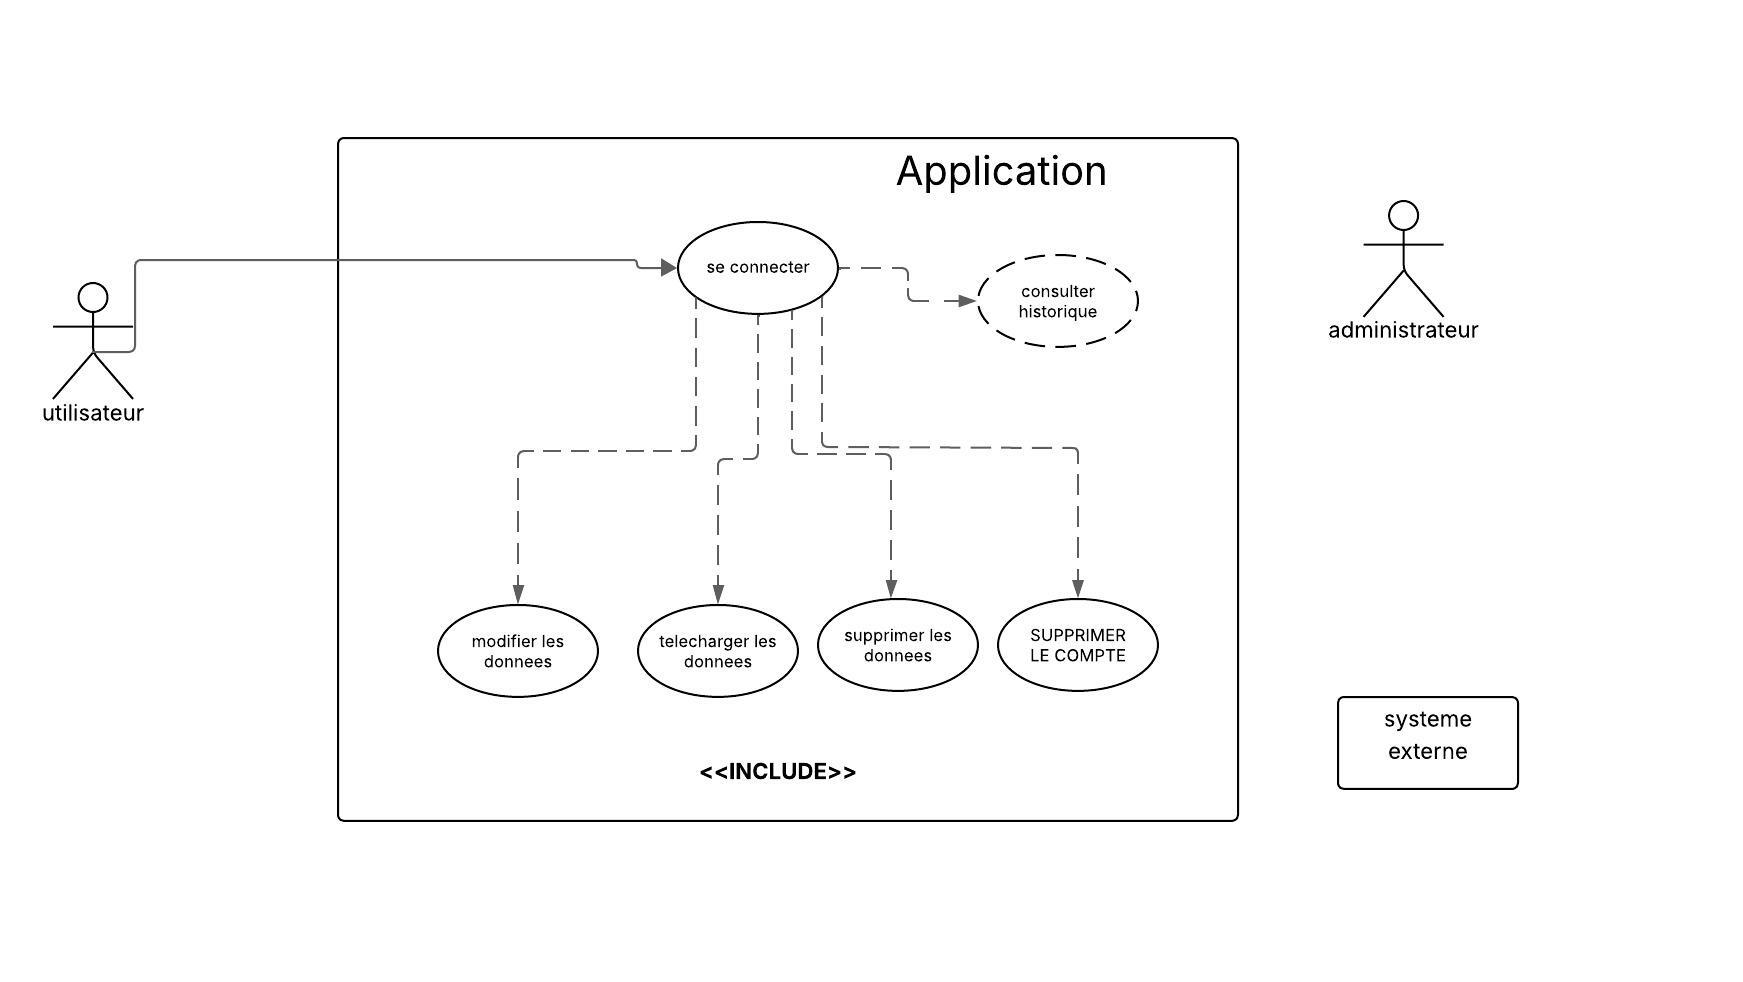 Application
se connecter
consulter
historique
utilisateur
administrateur
modifier les
donnees
telecharger les
donnees
supprimer les
donnees
SUPPRIMER
LE COMPTE
systeme
externe
<<INCLUDE>>